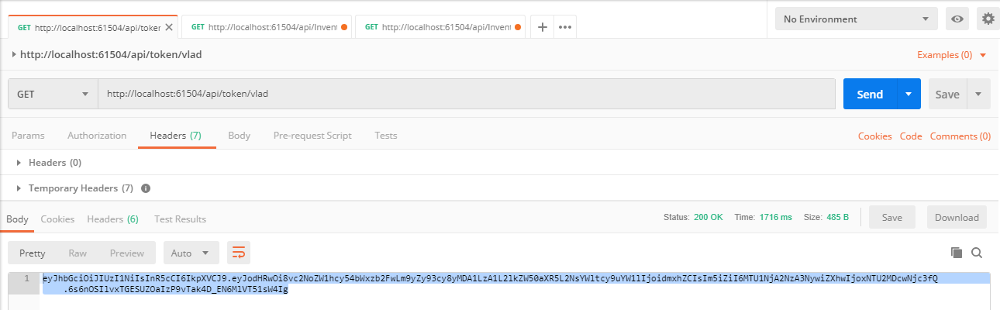 GET http://localhost:61504/api/token
GET http://localhost:61504/api/Invent
GET http://localhost:61504/api/Invent
No Environment
http://localhost:61504/api/token/vlad
Examples (0)
GET
http://localhost:61504/api/token/vlad
Send
Save
Params Authorization Headers (7) Body Pre-request Script Tests
Cookies Code Comments (0)
Headers (0)
Temporary Headers (7)
Body Cookies Headers (6) Test Results
Status: 200 OK Time: 1716 ms Size: 485 B
Save
Download
Pretty Raw Preview
Auto
1 eyJhbGciOiJIUzI1NiIsInR5cCI6IkpXVCJ9.eyJodHRwOi8vc2NoZW1hcy54bWxzb2FwLm9yZy93cy8yMDA1LzA1L2lkZW50aXR5L2NsYWltcy9uYW1lIjoidmxhZCIsIm5iZiI6MTU1NjA2NzA3NywiZXhwIjoxNTU2MDcwNjc3fQ
.6s6nOSIlvxTGESUZOaIzP9vTak4D_EN6MlVT51sW4Ig